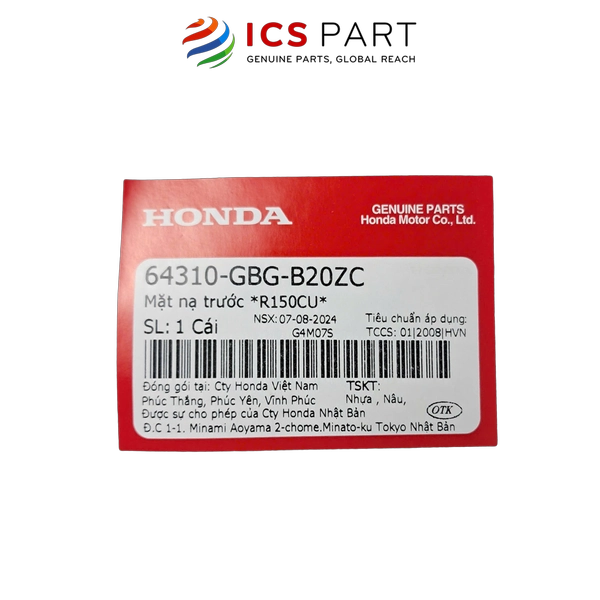 ICS PART
GENUINE PARTS, GLOBAL REACH
HONDA
GENUINE PARTS
Honda Motor Co., Ltd.
64310-GBG-B20ZC
Mặt nạ trước *R150CU*
SL: 1 Cái
NSX: 07-08-2024
G4M07S
Tiêu chuẩn áp dụng:
TCCS: 01|2008|HVN
Đóng gói tại: Cty Honda Việt Nam
Phúc Thắng, Phúc Yên, Vĩnh Phúc
Được sự cho phép của Cty Honda Nhật Bản
Đ.C 1-1. Minami Aoyama 2-chome.Minato-ku Tokyo Nhật Bản
TSKT:
Nhựa , Nâu,
OTK